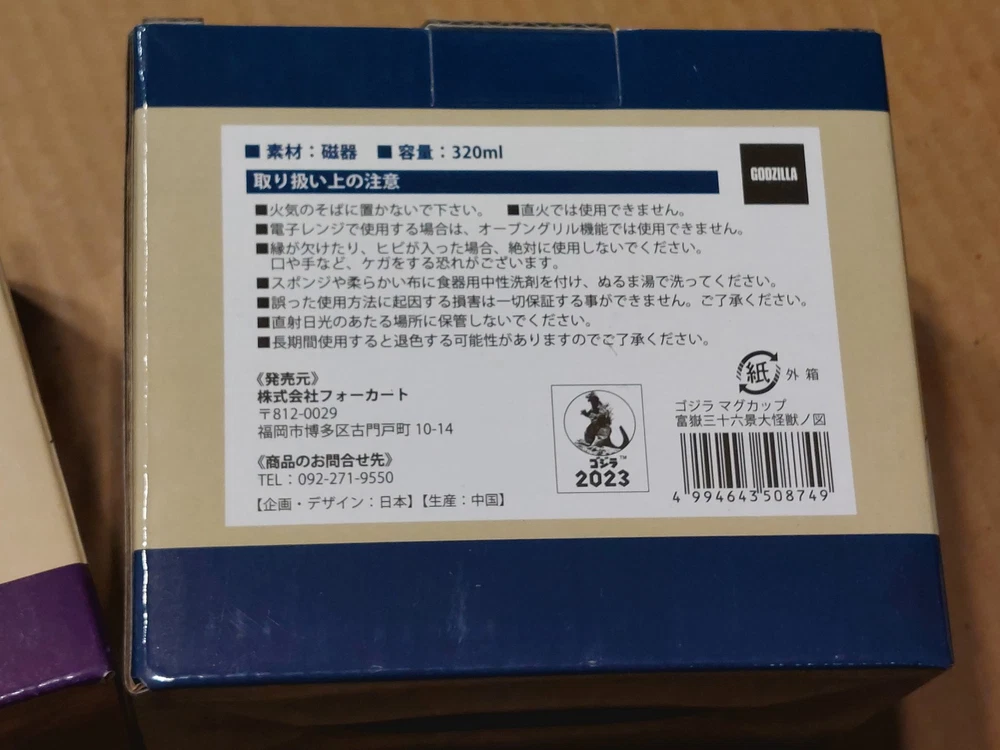 ■ 素材：磁器 ■ 容量：320ml
GODZILLA
取り扱い上の注意
■火気のそばに置かないで下さい。 ■直火では使用できません。
■電子レンジで使用する場合は、オーブングリル機能では使用できません。
■縁が欠けたり、ヒビが入った場合、絶対に使用しないでください。
口や手など、ケガをする恐れがございます。
■スポンジや柔らかい布に食器用中性洗剤を付け、ぬるま湯で洗ってください。
■誤った使用方法に起因する損害は一切保証する事ができません。ご了承ください。
■直射日光のあたる場所に保管しないでください。
■長期間使用すると退色する可能性がありますのでご了承ください。
《発売元》
株式会社フォーカート
〒812-0029
福岡市博多区古門戸町 10-14
《商品のお問合せ先》
TEL：092-271-9550
【企画・デザイン：日本】【生産：中国】
ゴジラ™
2023
紙 外箱
ゴジラ マグカップ
富嶽三十六景大怪獣ノ図
4 994643 508749